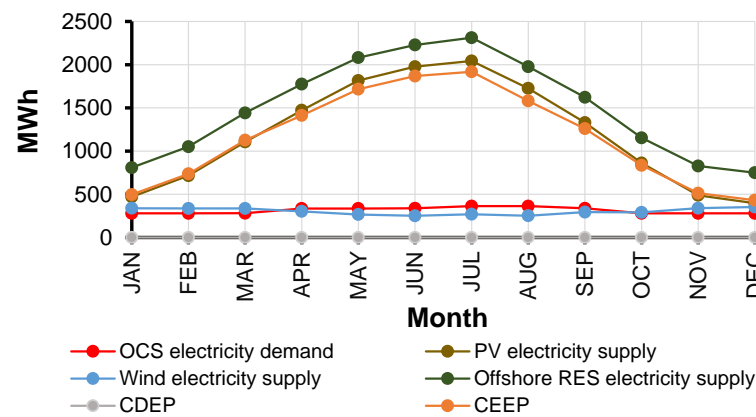 2500
2000
1500
1000
500
0
MWh
JAN FEB MAR APR MAY JUN JUL AUG SEP OCT NOV DEC
Month
OCS electricity demand PV electricity supply
Wind electricity supply Offshore RES electricity supply
CDEP CEEP